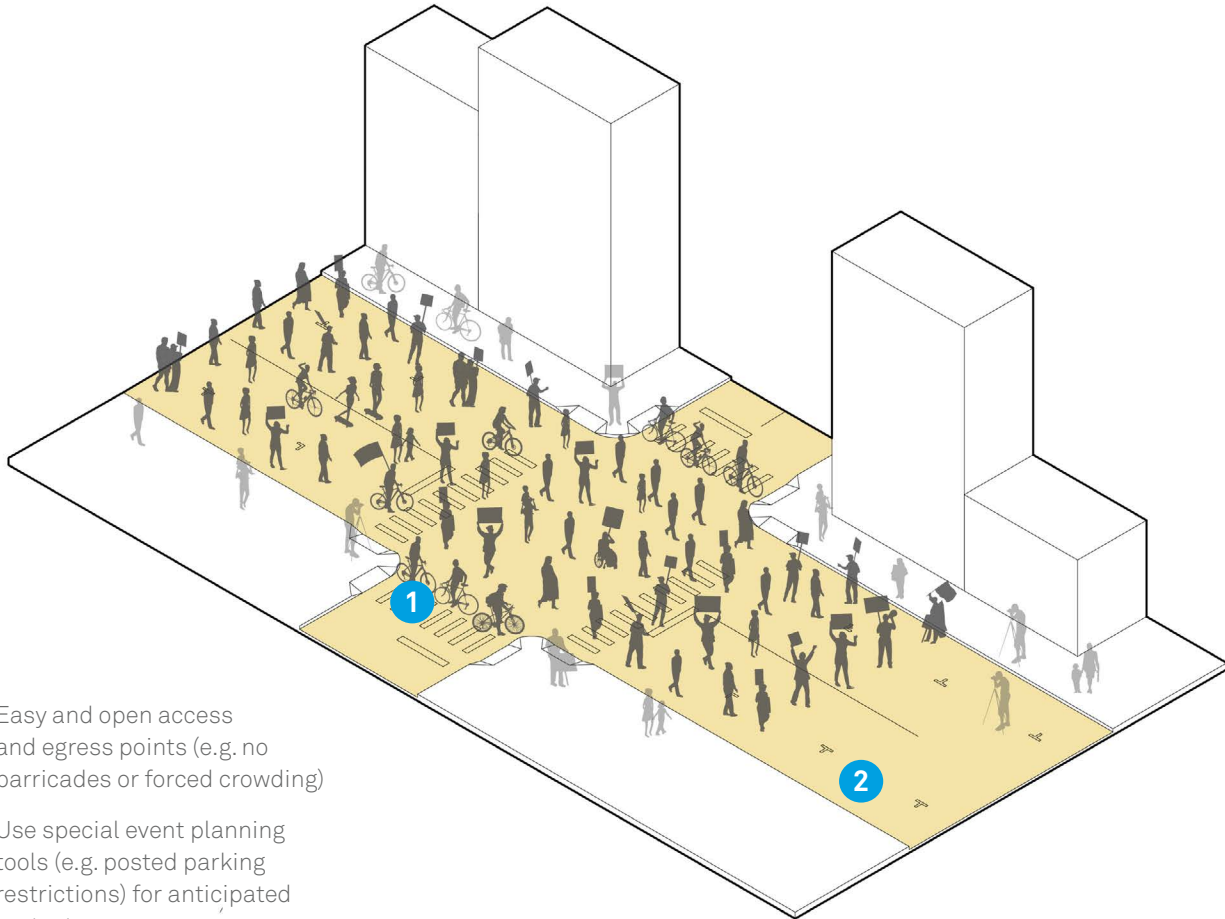 1
2
Easy and open access
and egress points (e.g. no
barricades or forced crowding)
Use special event planning
tools (e.g. posted parking
restrictions) for anticipated